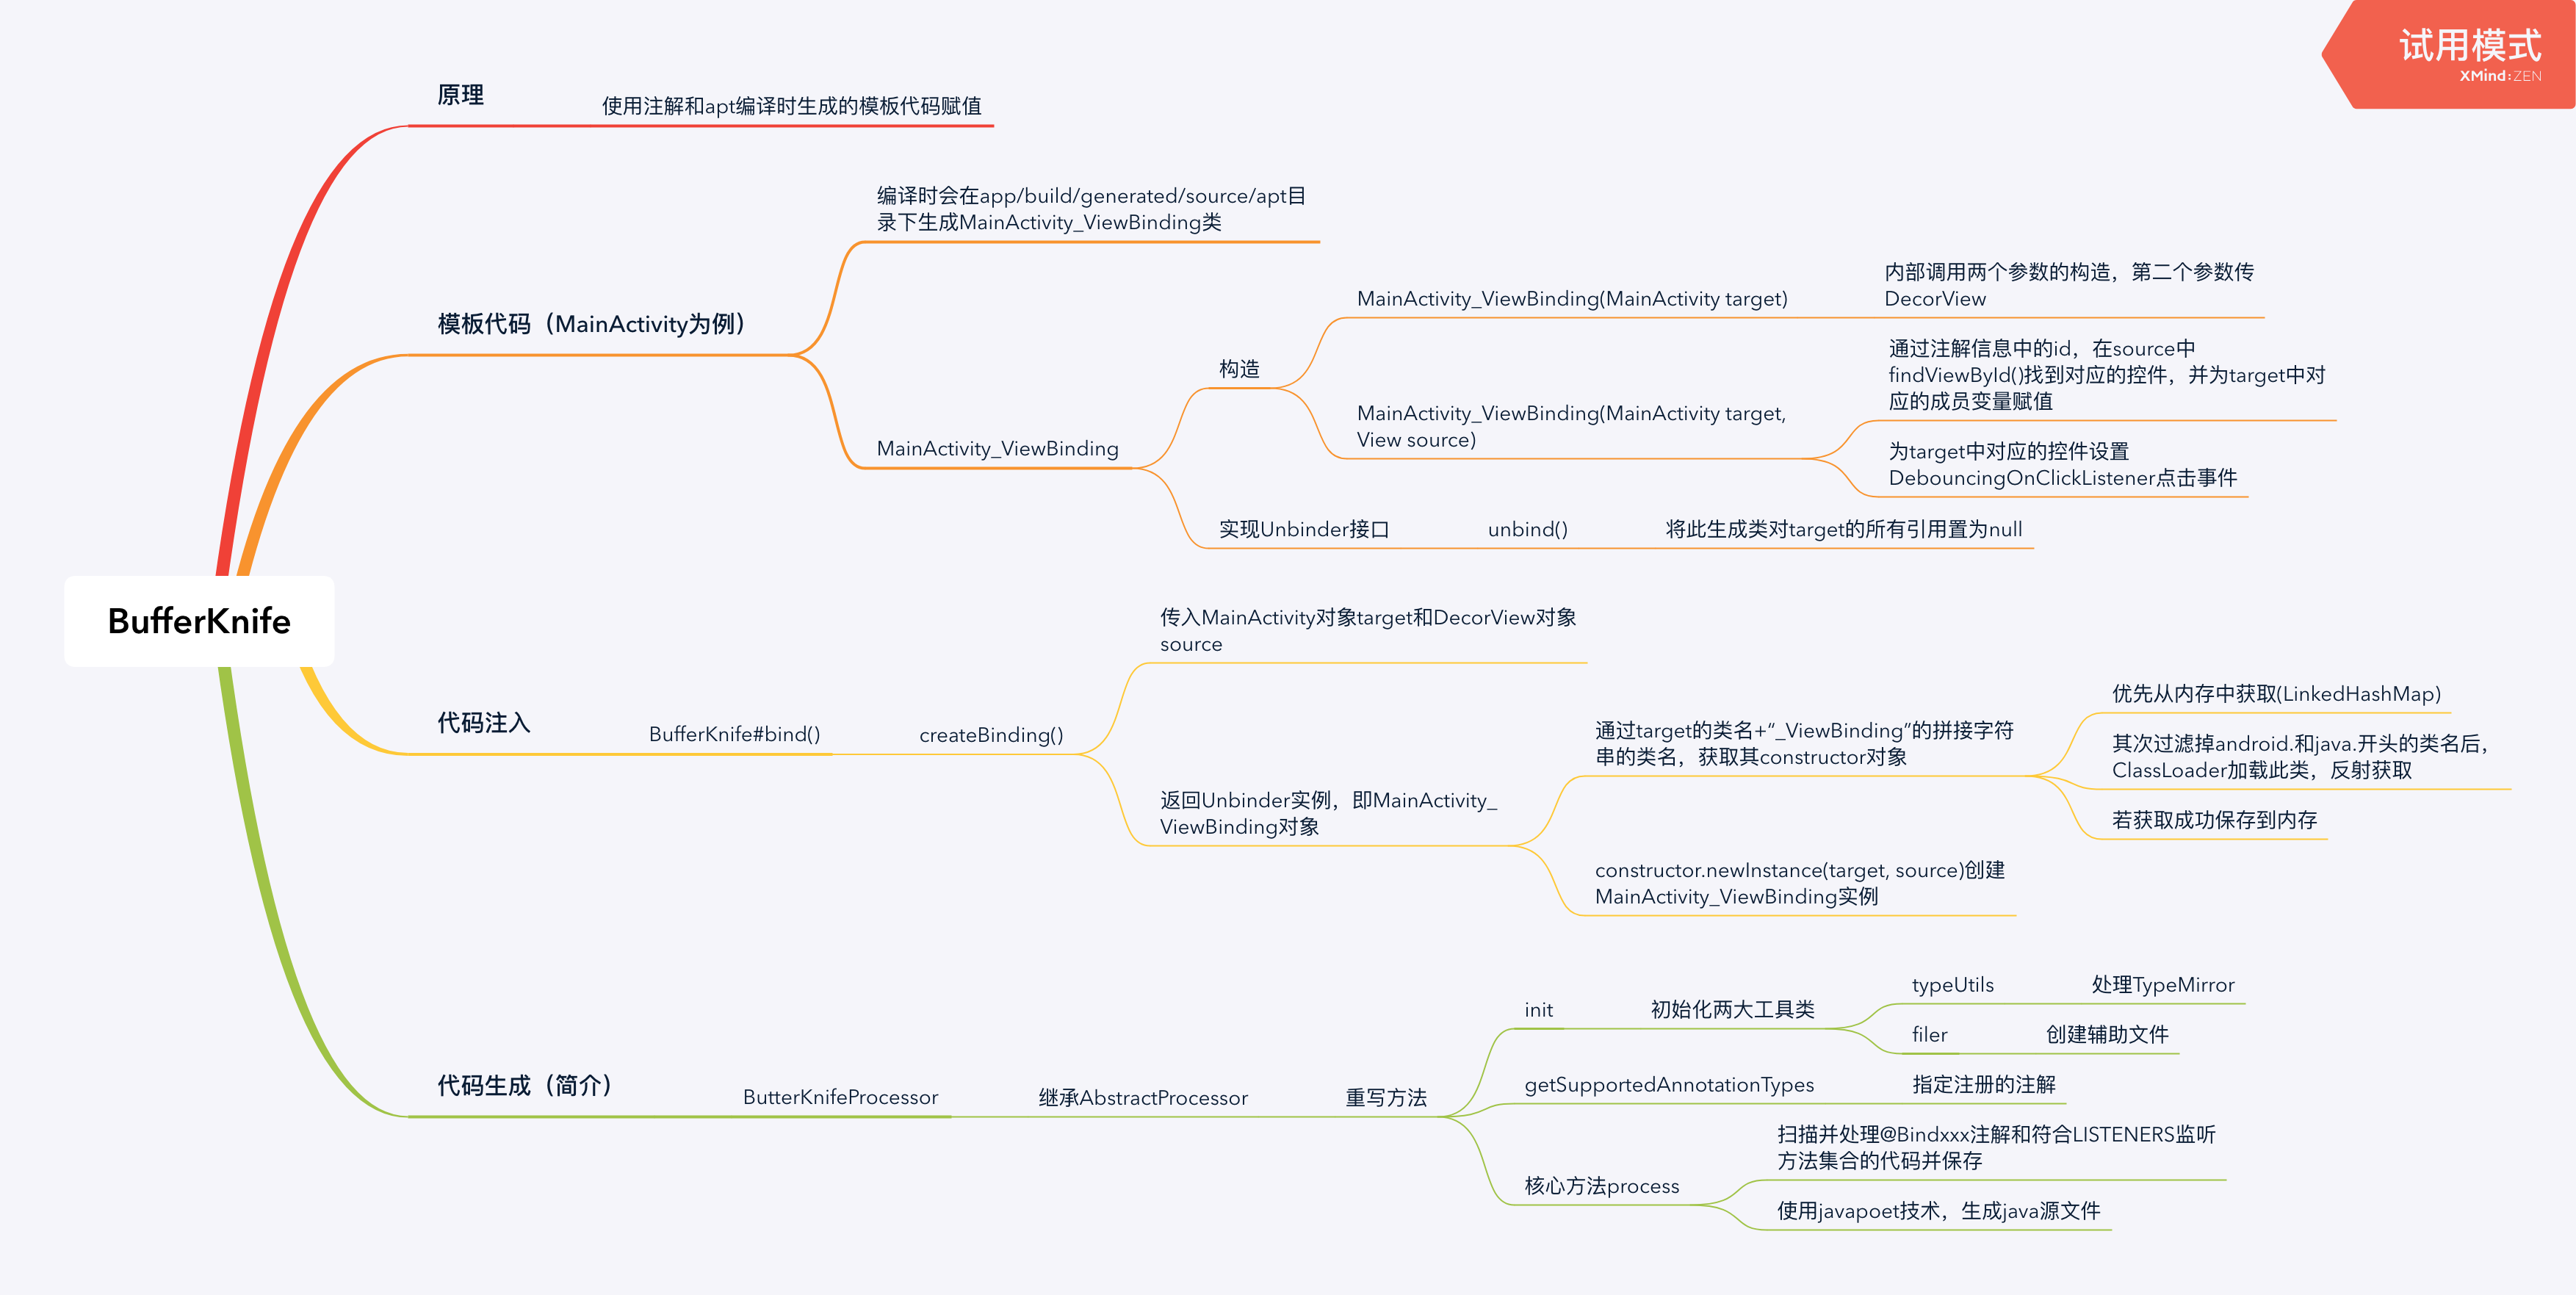 试用模式
XMind:ZEN
BufferKnife
原理
使用注解和apt编译时生成的模板代码赋值
模板代码（MainActivity为例）
编译时会在app/build/generated/source/apt目
录下生成MainActivity_ViewBinding类
MainActivity_ViewBinding
构造
MainActivity_ViewBinding(MainActivity target)
内部调用两个参数的构造，第二个参数传
DecorView
MainActivity_ViewBinding(MainActivity target,
View source)
通过注解信息中的id，在source中
findViewById()找到对应的控件，并为target中对
应的成员变量赋值
为target中对应的控件设置
DebouncingOnClickListener点击事件
实现Unbinder接口
unbind()
将此生成类对target的所有引用置为null
代码注入
BufferKnife#bind()
createBinding()
传入MainActivity对象target和DecorView对象
source
返回Unbinder实例，即MainActivity_
ViewBinding对象
通过target的类名+“_ViewBinding”的拼接字符
串的类名，获取其constructor对象
优先从内存中获取(LinkedHashMap)
其次过滤掉android.和java.开头的类名后，
ClassLoader加载此类，反射获取
若获取成功保存到内存
constructor.newInstance(target, source)创建
MainActivity_ViewBinding实例
代码生成（简介）
ButterKnifeProcessor
继承AbstractProcessor
重写方法
init
初始化两大工具类
typeUtils
处理TypeMirror
filer
创建辅助文件
getSupportedAnnotationTypes
指定注册的注解
核心方法process
扫描并处理@Bindxxx注解和符合LISTENERS监听
方法集合的代码并保存
使用javapoet技术，生成java源文件